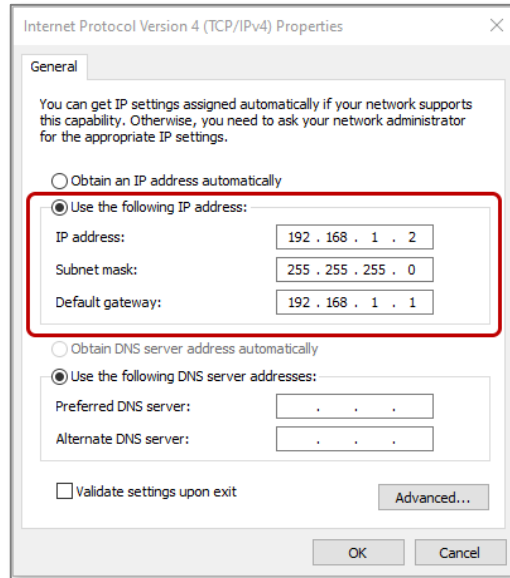 Internet Protocol Version 4 (TCP/IPv4) Properties
General
You can get IP settings assigned automatically if your network supports
this capability. Otherwise, you need to ask your network administrator
for the appropriate IP settings.
Obtain an IP address automatically
Use the following IP address:
IP address: 192 . 168 . 1 . 2
Subnet mask: 255 . 255 . 255 . 0
Default gateway: 192 . 168 . 1 . 1
Obtain DNS server address automatically
Use the following DNS server addresses:
Preferred DNS server: . . .
Alternate DNS server: . . .
Validate settings upon exit
Advanced...
OK Cancel